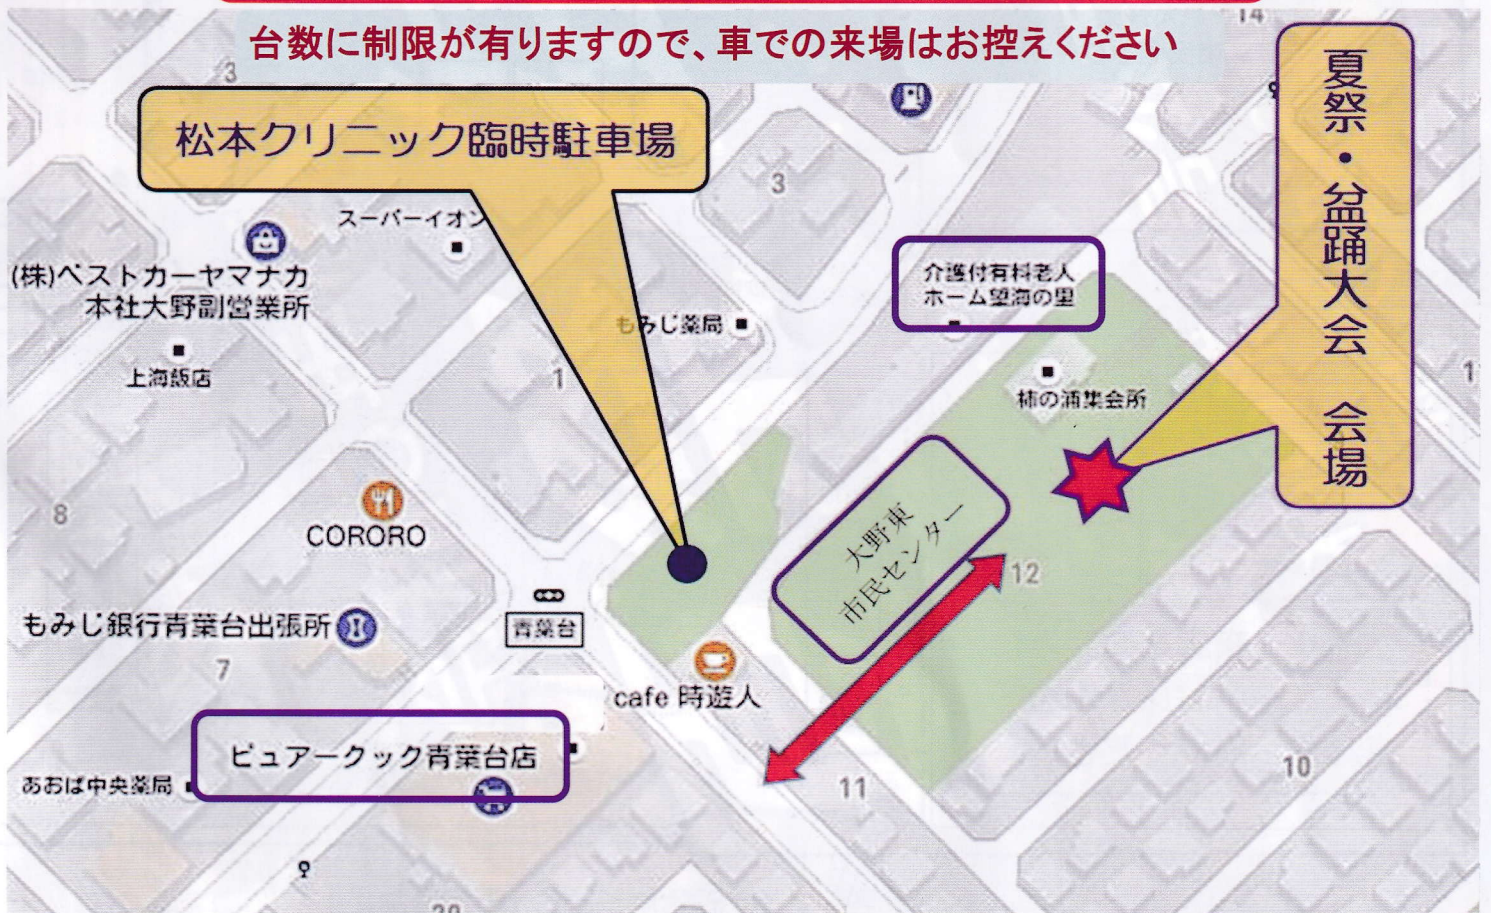 14
台数に制限が有りますので、車での来場はお控えください
3
松本クリニック臨時駐車場
夏祭・盆踊大会 会場
3
スーパーイオン
(株)ベストカーヤマナカ
本社大野副営業所
介護付有料老人
ホーム望海の里
もみじ薬局
上海飯店
1
柿の浦集会所
8
CORORO
大野東
市民センター
12
もみじ銀行青葉台出張所
青葉台
7
cafe 時遊人
ピュアークック青葉台店
あおば中央薬局
11
10